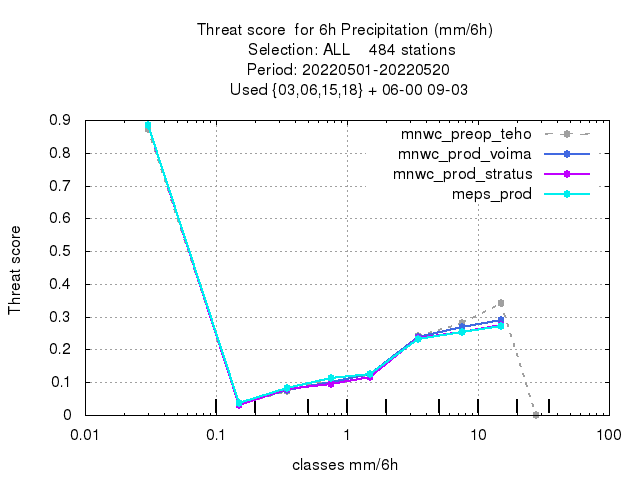 Threat score  for 6h Precipitation (mm/6h)
Selection: ALL    484 stations
Period: 20220501-20220520
Used {03,06,15,18} + 06-00 09-03
mnwc_preop_teho
mnwc_prod_voima
mnwc_prod_stratus
meps_prod
Threat score
0.9
0.8
0.7
0.6
0.5
0.4
0.3
0.2
0.1
0
0.01 0.1 1 10 100
classes mm/6h